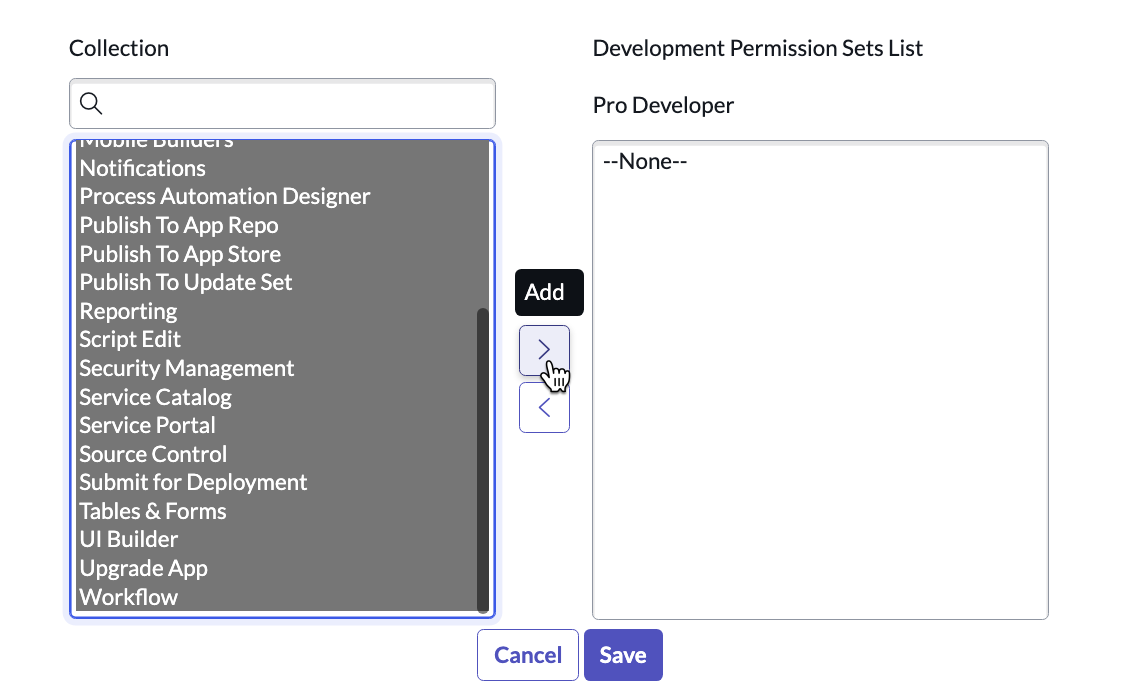 Collection
Development Permission Sets List
Pro Developer
Mobile Builders
Notifications
Process Automation Designer
Publish To App Repo
Publish To App Store
Publish To Update Set
Reporting
Script Edit
Security Management
Service Catalog
Service Portal
Source Control
Submit for Deployment
Tables & Forms
UI Builder
Upgrade App
Workflow
Add
--None--
Cancel
Save